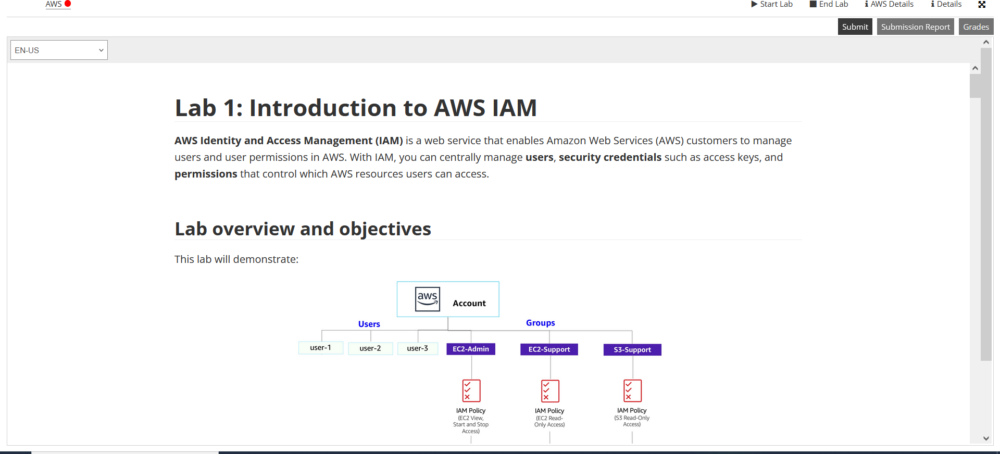 AWS
Start Lab
End Lab
AWS Details
Details
Submit
Submission Report
Grades
EN-US
Lab 1: Introduction to AWS IAM
AWS Identity and Access Management (IAM) is a web service that enables Amazon Web Services (AWS) customers to manage
users and user permissions in AWS. With IAM, you can centrally manage users, security credentials such as access keys, and
permissions that control which AWS resources users can access.
Lab overview and objectives
This lab will demonstrate:
aws
Account
Users
Groups
user-1
user-2
user-3
EC2-Admin
EC2-Support
S3-Support
IAM Policy
(EC2 View,
Start and Stop
Access)
IAM Policy
(EC2 Read-
Only Access)
IAM Policy
(S3 Read-Only
Access)